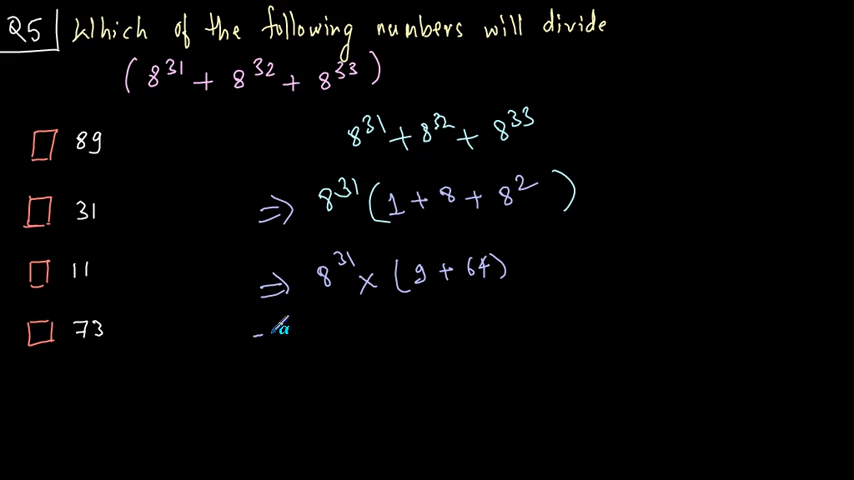 Q5 Which of the following numbers will divide
(8^31 + 8^32 + 8^33)
8^31 + 8^32 + 8^33
89
⇒ 8^31 (1 + 8 + 8^2)
31
⇒ 8^31 × (9 + 64)
11
73